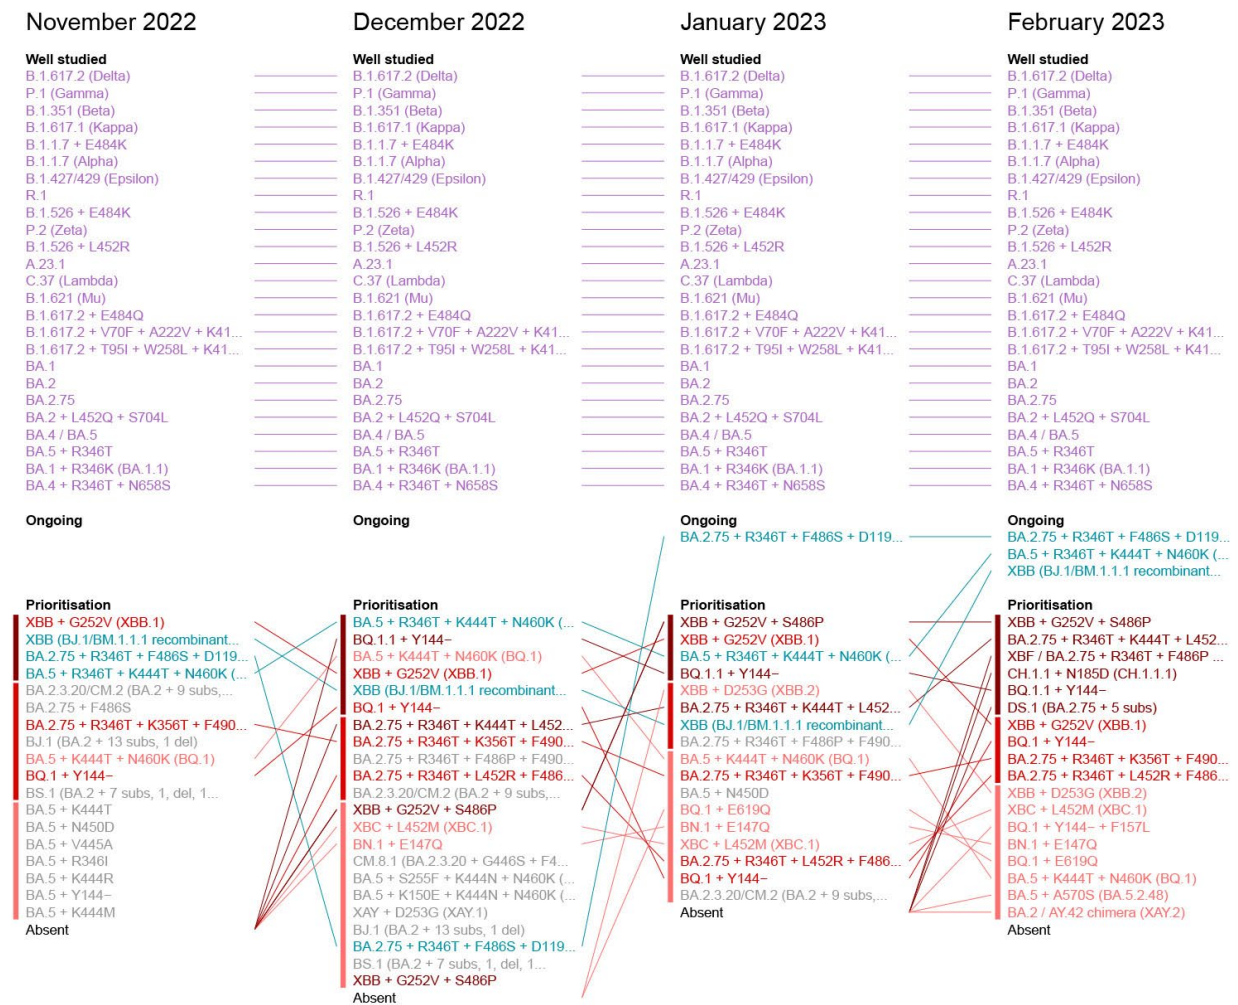 November 2022
Well studied
B.1.617.2 (Delta)
P.1 (Gamma)
B.1.351 (Beta)
B.1.617.1 (Kappa)
B.1.1.7 + E484K
B.1.1.7 (Alpha)
B.1.427/429 (Epsilon)
R.1
B.1.526 + E484K
P.2 (Zeta)
B.1.526 + L452R
A.23.1
C.37 (Lambda)
B.1.621 (Mu)
B.1.617.2 + E484Q
B.1.617.2 + V70F + A222V + K41...
B.1.617.2 + T95I + W258L + K41...
BA.1
BA.2
BA.2.75
BA.2 + L452Q + S704L
BA.4 / BA.5
BA.5 + R346T
BA.1 + R346K (BA.1.1)
BA.4 + R346T + N658S
Ongoing
Prioritisation
XBB + G252V (XBB.1)
XBB (BJ.1/BM.1.1.1 recombinant...
BA.2.75 + R346T + F486S + D119...
BA.5 + R346T + K444T + N460K (...
BA.2.3.20/CM.2 (BA.2 + 9 subs,...
BA.2.75 + F486S
BA.2.75 + R346T + K356T + F490...
BJ.1 (BA.2 + 13 subs, 1 del)
BA.5 + K444T + N460K (BQ.1)
BQ.1 + Y144−
BS.1 (BA.2 + 7 subs, 1, del, 1...
BA.5 + K444T
BA.5 + N450D
BA.5 + V445A
BA.5 + R346I
BA.5 + K444R
BA.5 + Y144−
BA.5 + K444M
Absent
December 2022
Well studied
B.1.617.2 (Delta)
P.1 (Gamma)
B.1.351 (Beta)
B.1.617.1 (Kappa)
B.1.1.7 + E484K
B.1.1.7 (Alpha)
B.1.427/429 (Epsilon)
R.1
B.1.526 + E484K
P.2 (Zeta)
B.1.526 + L452R
A.23.1
C.37 (Lambda)
B.1.621 (Mu)
B.1.617.2 + E484Q
B.1.617.2 + V70F + A222V + K41...
B.1.617.2 + T95I + W258L + K41...
BA.1
BA.2
BA.2.75
BA.2 + L452Q + S704L
BA.4 / BA.5
BA.5 + R346T
BA.1 + R346K (BA.1.1)
BA.4 + R346T + N658S
Ongoing
Prioritisation
BA.5 + R346T + K444T + N460K (...
BQ.1.1 + Y144−
BA.5 + K444T + N460K (BQ.1)
XBB + G252V (XBB.1)
XBB (BJ.1/BM.1.1.1 recombinant...
BQ.1 + Y144−
BA.2.75 + R346T + K444T + L452...
BA.2.75 + R346T + K356T + F490...
BA.2.75 + R346T + F486P + F490...
BA.2.75 + R346T + L452R + F486...
BA.2.3.20/CM.2 (BA.2 + 9 subs,...
XBB + G252V + S486P
XBC + L452M (XBC.1)
BN.1 + E147Q
CM.8.1 (BA.2.3.20 + G446S + F4...
BA.5 + S255F + K444N + N460K (...
BA.5 + K150E + K444N + N460K (...
XAY + D253G (XAY.1)
BJ.1 (BA.2 + 13 subs, 1 del)
BA.2.75 + R346T + F486S + D119...
BS.1 (BA.2 + 7 subs, 1, del, 1...
XBB + G252V + S486P
Absent
January 2023
Well studied
B.1.617.2 (Delta)
P.1 (Gamma)
B.1.351 (Beta)
B.1.617.1 (Kappa)
B.1.1.7 + E484K
B.1.1.7 (Alpha)
B.1.427/429 (Epsilon)
R.1
B.1.526 + E484K
P.2 (Zeta)
B.1.526 + L452R
A.23.1
C.37 (Lambda)
B.1.621 (Mu)
B.1.617.2 + E484Q
B.1.617.2 + V70F + A222V + K41...
B.1.617.2 + T95I + W258L + K41...
BA.1
BA.2
BA.2.75
BA.2 + L452Q + S704L
BA.4 / BA.5
BA.5 + R346T
BA.1 + R346K (BA.1.1)
BA.4 + R346T + N658S
Ongoing
BA.2.75 + R346T + F486S + D119...
Prioritisation
XBB + G252V + S486P
XBB + G252V (XBB.1)
BA.5 + R346T + K444T + N460K (...
BQ.1.1 + Y144−
XBB + D253G (XBB.2)
BA.2.75 + R346T + K444T + L452...
XBB (BJ.1/BM.1.1.1 recombinant...
BA.2.75 + R346T + F486P + F490...
BA.5 + K444T + N460K (BQ.1)
BA.2.75 + R346T + K356T + F490...
BA.5 + N450D
BQ.1 + E619Q
BN.1 + E147Q
XBC + L452M (XBC.1)
BA.2.75 + R346T + L452R + F486...
BQ.1 + Y144−
BA.2.3.20/CM.2 (BA.2 + 9 subs,...
Absent
February 2023
Well studied
B.1.617.2 (Delta)
P.1 (Gamma)
B.1.351 (Beta)
B.1.617.1 (Kappa)
B.1.1.7 + E484K
B.1.1.7 (Alpha)
B.1.427/429 (Epsilon)
R.1
B.1.526 + E484K
P.2 (Zeta)
B.1.526 + L452R
A.23.1
C.37 (Lambda)
B.1.621 (Mu)
B.1.617.2 + E484Q
B.1.617.2 + V70F + A222V + K41...
B.1.617.2 + T95I + W258L + K41...
BA.1
BA.2
BA.2.75
BA.2 + L452Q + S704L
BA.4 / BA.5
BA.5 + R346T
BA.1 + R346K (BA.1.1)
BA.4 + R346T + N658S
Ongoing
BA.2.75 + R346T + F486S + D119...
BA.5 + R346T + K444T + N460K (...
XBB (BJ.1/BM.1.1.1 recombinant...
Prioritisation
XBB + G252V + S486P
BA.2.75 + R346T + K444T + L452...
XBF / BA.2.75 + R346T + F486P ...
CH.1.1 + N185D (CH.1.1.1)
BQ.1.1 + Y144−
DS.1 (BA.2.75 + 5 subs)
XBB + G252V (XBB.1)
BQ.1 + Y144−
BA.2.75 + R346T + K356T + F490...
BA.2.75 + R346T + L452R + F486...
XBB + D253G (XBB.2)
XBC + L452M (XBC.1)
BQ.1 + Y144− + F157L
BN.1 + E147Q
BQ.1 + E619Q
BA.5 + K444T + N460K (BQ.1)
BA.5 + A570S (BA.5.2.48)
BA.2 / AY.42 chimera (XAY.2)
Absent